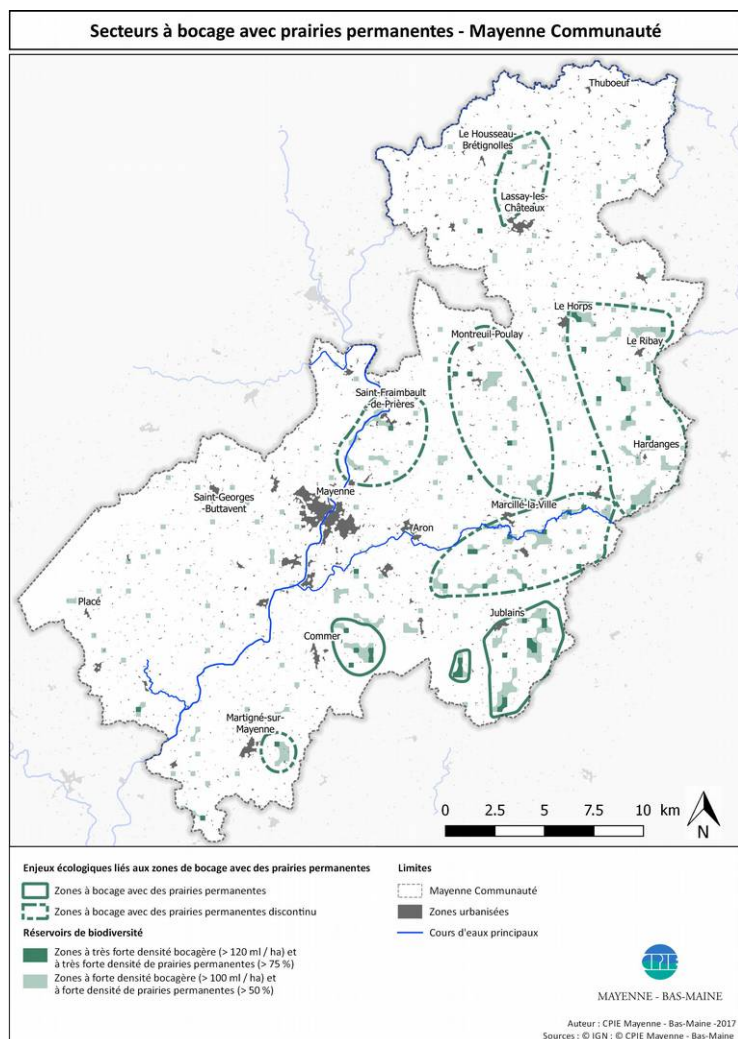 Secteurs à bocage avec prairies permanentes - Mayenne Communauté
Thuboeuf
Le Housseau-
Brétignolles
Lassay-les-
Châteaux
Le Horps
Montreuil-Poulay
Le Ribay
Saint-Fraimbault
-de-Prières
Hardanges
Saint-Georges
-Buttavent
Mayenne
Marcillé-la-Ville
Aron
Placé
Jublains
Commer
Martigné-sur-
Mayenne
0 2.5 5 7.5 10 km
N
Enjeux écologiques liés aux zones de bocage avec des prairies permanentes
Zones à bocage avec des prairies permanentes
Zones à bocage avec des prairies permanentes discontinu
Réservoirs de biodiversité
Zones à très forte densité bocagère (> 120 ml / ha) et
à très forte densité de prairies permanentes (> 75 %)
Zones à forte densité bocagère (> 100 ml / ha) et
à forte densité de prairies permanentes (> 50 %)
Limites
Mayenne Communauté
Zones urbanisées
Cours d'eaux principaux
CPIE
MAYENNE - BAS-MAINE
Auteur : CPIE Mayenne - Bas-Maine -2017
Sources : © IGN ; © CPIE Mayenne - Bas-Maine